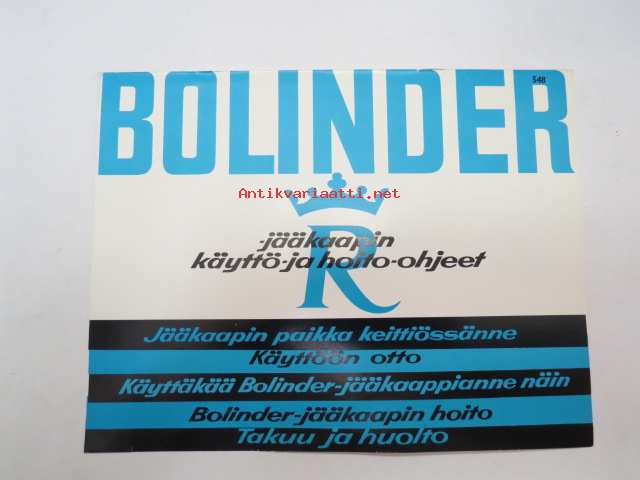 BOLINDER
548
Antikvariaatti.net
R
-jääkaapin
käyttö-ja hoito-ohjeet
Jääkaapin paikka keittiössänne
Käyttöön otto
Käyttäkää Bolinder-jääkaappianne näin
Bolinder-jääkaapin hoito
Takuu ja huolto